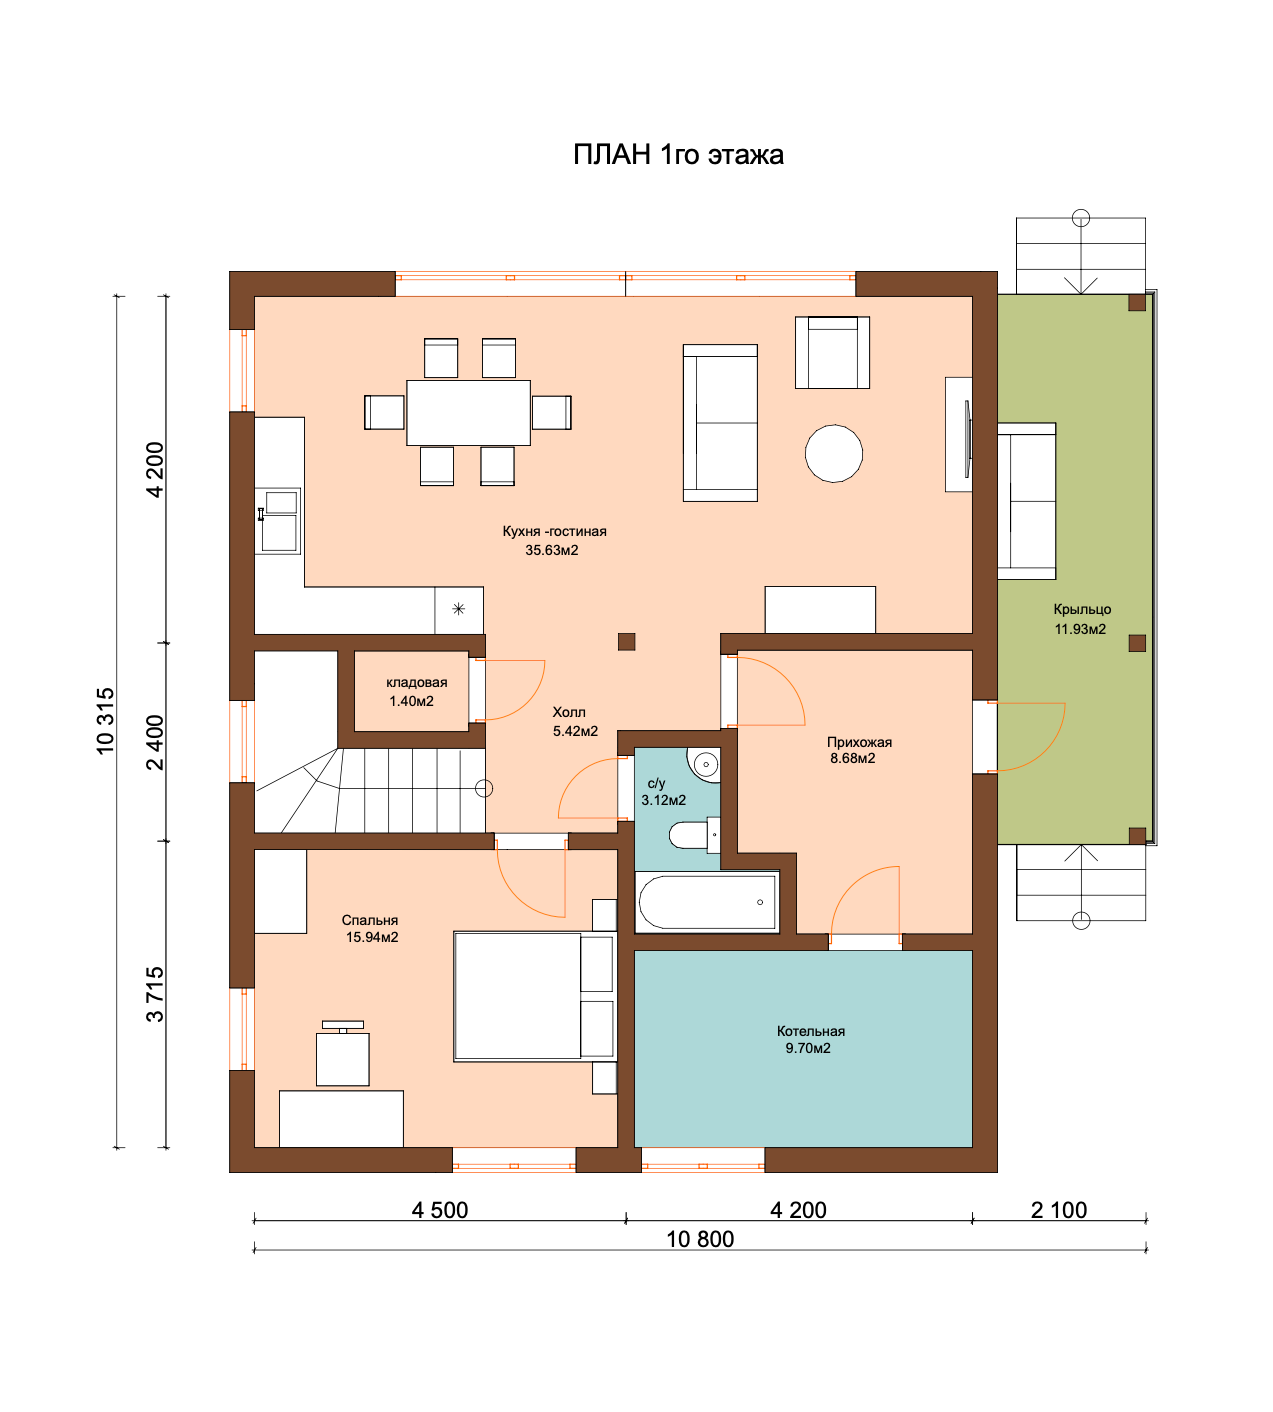 ПЛАН 1го этажа
4 200
2 400
3 715
10 315
Кухня -гостиная
35.63м2
Крыльцо
11.93м2
кладовая
1.40м2
Холл
5.42м2
Прихожая
8.68м2
с/у
3.12м2
Спальня
15.94м2
Котельная
9.70м2
4 500
4 200
2 100
10 800